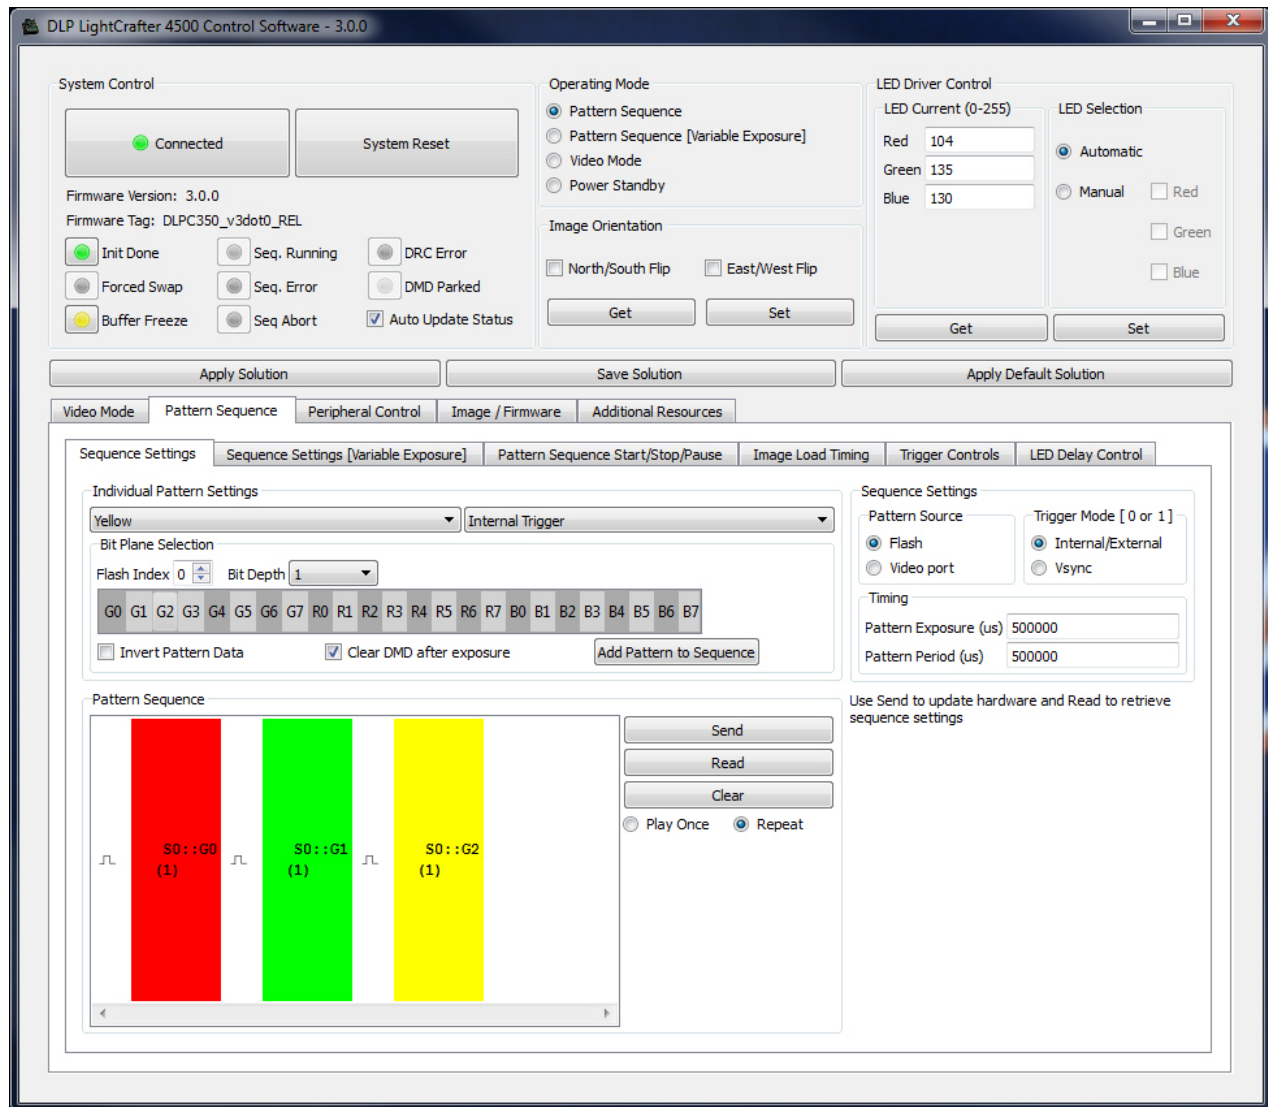 DLP LightCrafter 4500 Control Software - 3.0.0
System Control
Connected
System Reset
Firmware Version: 3.0.0
Firmware Tag: DLPC350_v3dot0_REL
Init Done Seq. Running DRC Error
Forced Swap Seq. Error DMD Parked
Buffer Freeze Seq Abort Auto Update Status
Operating Mode
Pattern Sequence
Pattern Sequence [Variable Exposure]
Video Mode
Power Standby
Image Orientation
North/South Flip East/West Flip
Get Set
LED Driver Control
LED Current (0-255)
Red 104
Green 135
Blue 130
LED Selection
Automatic
Manual Red
Green
Blue
Get Set
Apply Solution Save Solution Apply Default Solution
Video Mode Pattern Sequence Peripheral Control Image / Firmware Additional Resources
Sequence Settings Sequence Settings [Variable Exposure] Pattern Sequence Start/Stop/Pause Image Load Timing Trigger Controls LED Delay Control
Individual Pattern Settings
Yellow Internal Trigger
Bit Plane Selection
Flash Index 0 Bit Depth 1
G0 G1 G2 G3 G4 G5 G6 G7 R0 R1 R2 R3 R4 R5 R6 R7 B0 B1 B2 B3 B4 B5 B6 B7
Invert Pattern Data Clear DMD after exposure Add Pattern to Sequence
Sequence Settings
Pattern Source
Flash
Video port
Trigger Mode [ 0 or 1 ]
Internal/External
Vsync
Timing
Pattern Exposure (us) 500000
Pattern Period (us) 500000
Use Send to update hardware and Read to retrieve
sequence settings
Pattern Sequence
S0::G0 S0::G1 S0::G2
(1) (1) (1)
Send
Read
Clear
Play Once Repeat